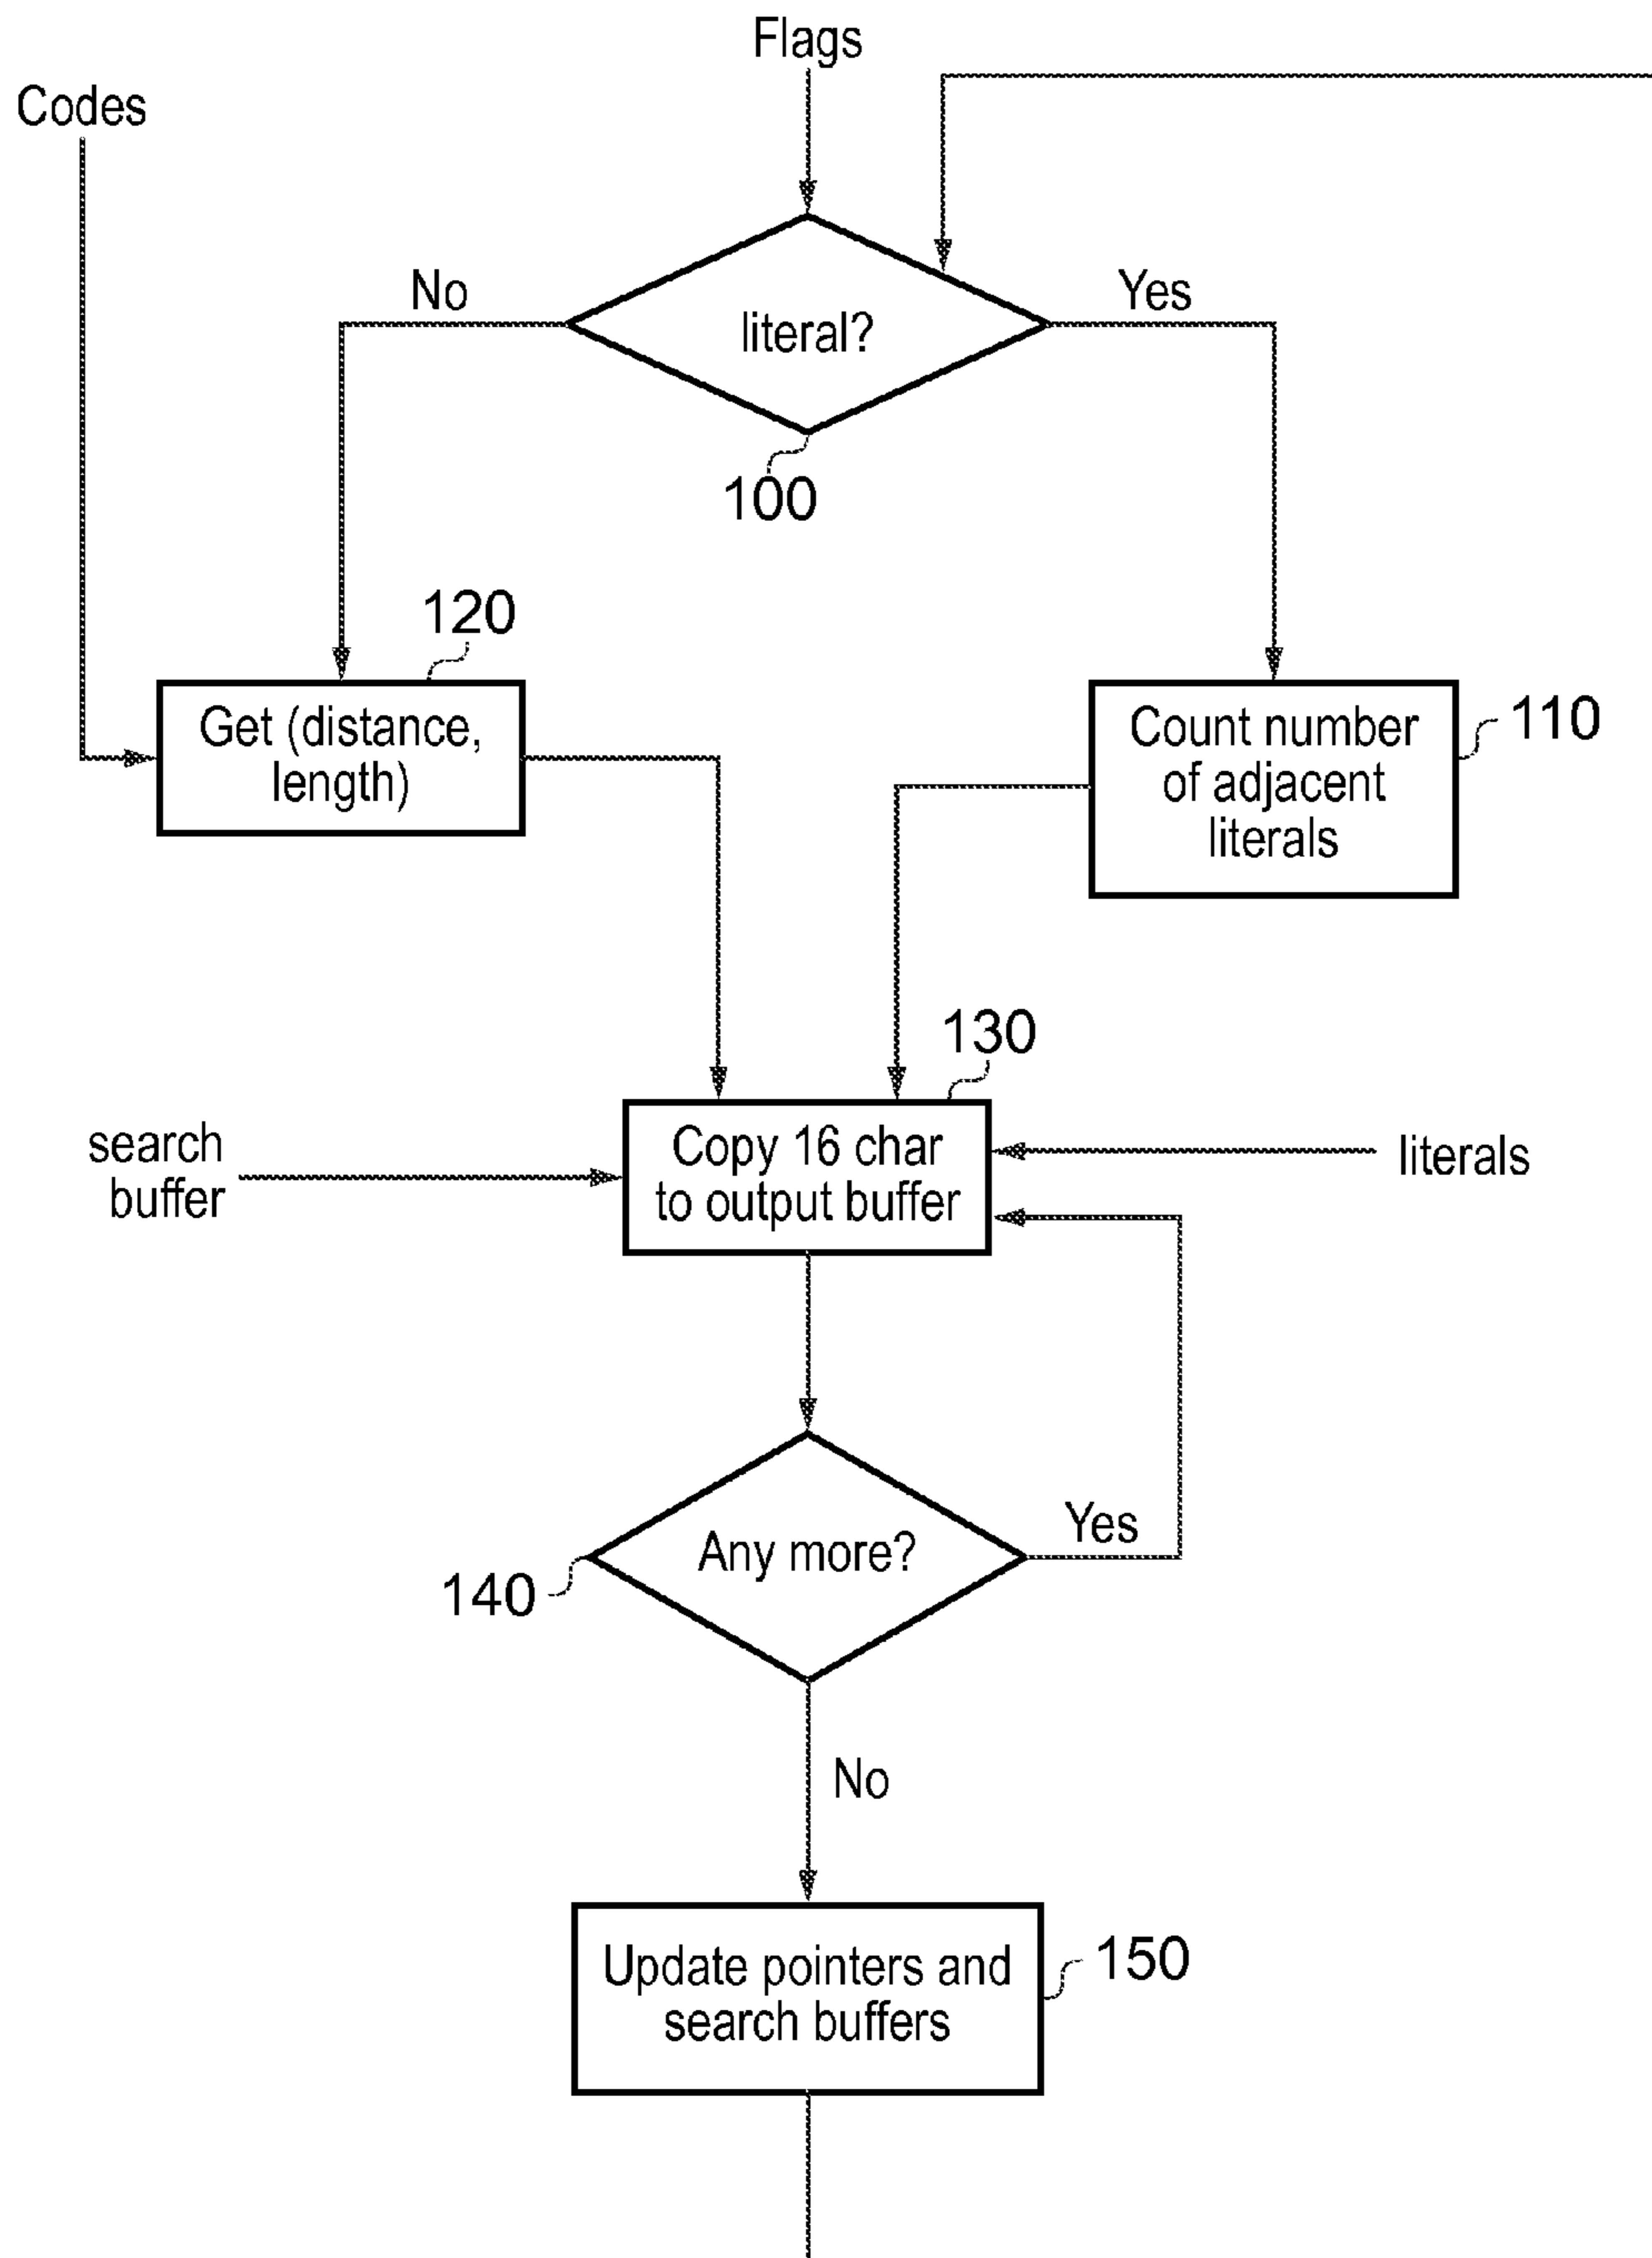 Flags
Codes
No
Yes
literal?
100
120
Get (distance,
length)
Count number
of adjacent
literals
110
130
search
buffer
Copy 16 char
to output buffer
literals
Any more?
Yes
140
No
Update pointers and
search buffers
150